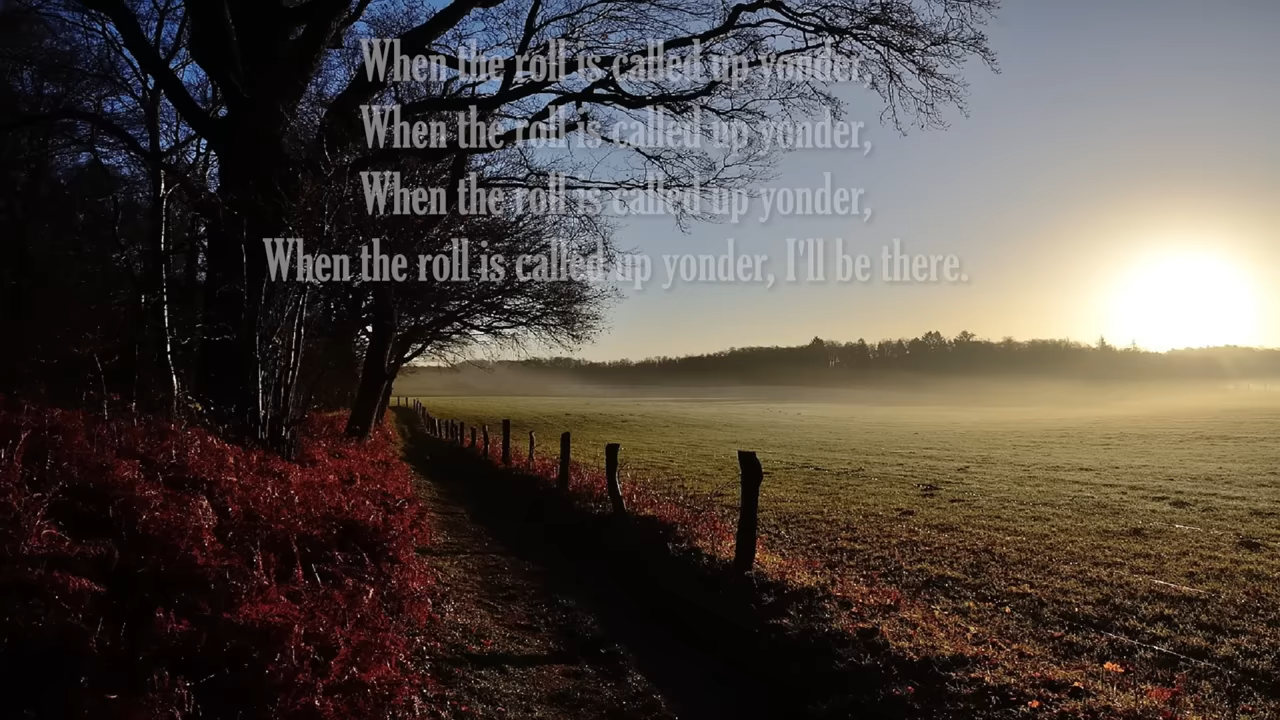 When the roll is called up yonder,
When the roll is called up yonder,
When the roll is called up yonder,
When the roll is called up yonder, I'll be there.